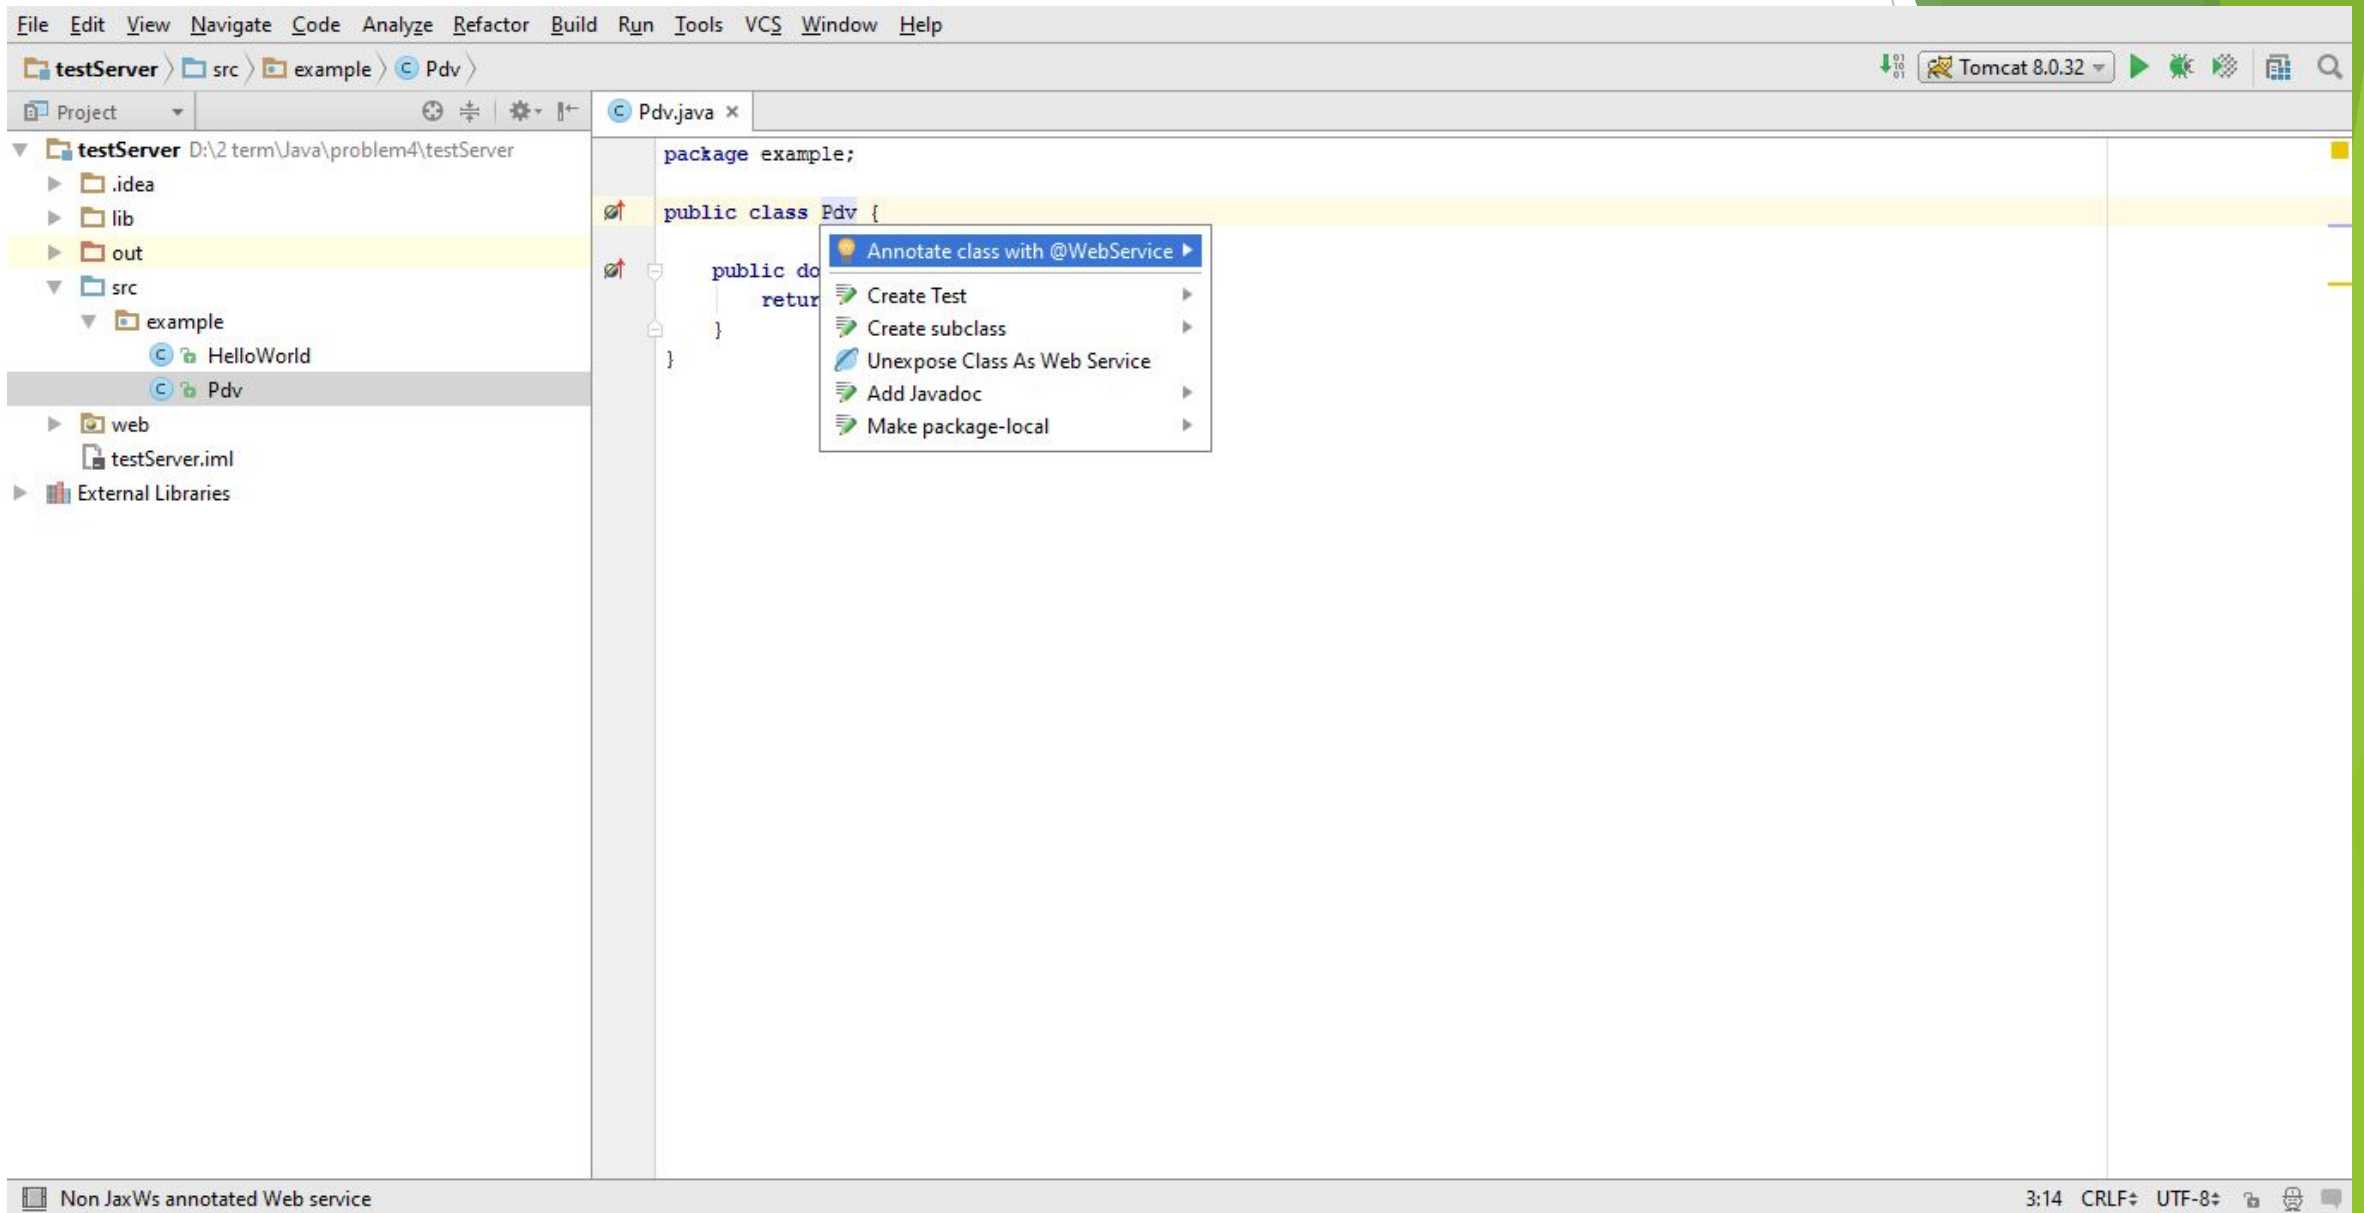 File Edit View Navigate Code Analyze Refactor Build Run Tools VCS Window Help
testServer src example Pdv
Tomcat 8.0.32
Project
Pdv.java
testServer D:\2 term\Java\problem4\testServer
.idea
lib
out
src
example
HelloWorld
Pdv
web
testServer.iml
External Libraries
package example;
public class Pdv {
public do
retur
}
}
Annotate class with @WebService
Create Test
Create subclass
Unexpose Class As Web Service
Add Javadoc
Make package-local
Non JaxWs annotated Web service
3:14 CRLF UTF-8